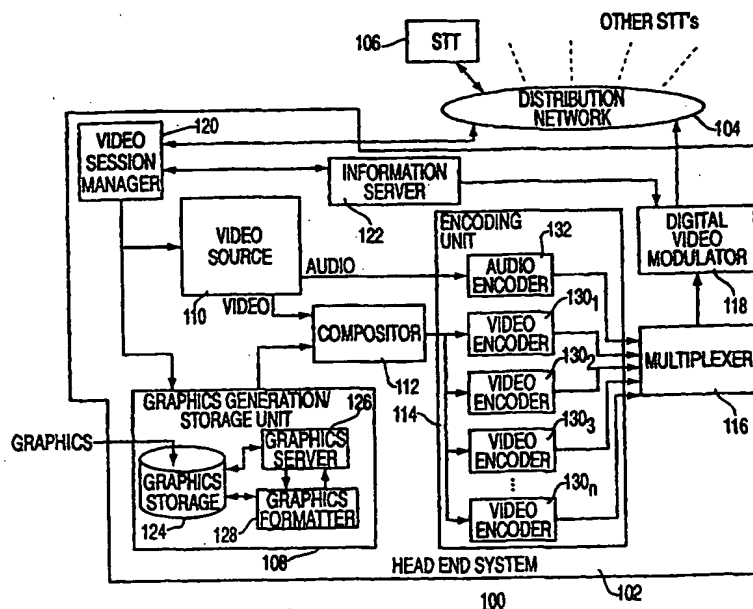 OTHER STT's
106
STT
DISTRIBUTION
NETWORK
104
120
VIDEO
SESSION
MANAGER
INFORMATION
SERVER
122
ENCODING
UNIT
132
DIGITAL
VIDEO
MODULATOR
118
VIDEO
SOURCE
110
AUDIO
VIDEO
AUDIO
ENCODER
COMPOSITOR
112
130₁
VIDEO
ENCODER
130₂
VIDEO
ENCODER
MULTIPLEXER
116
114
130₃
VIDEO
ENCODER
130ₙ
VIDEO
ENCODER
GRAPHICS GENERATION/
STORAGE UNIT
126
GRAPHICS
SERVER
GRAPHICS
GRAPHICS
STORAGE
124
128
GRAPHICS
FORMATTER
108
HEAD END SYSTEM
102
100